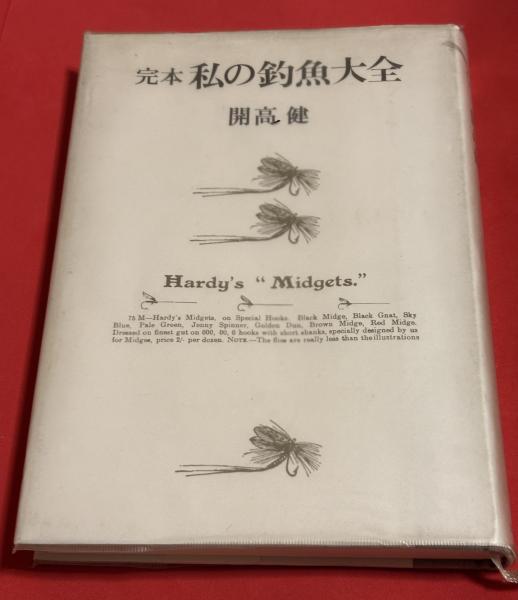 完本 私の釣魚大全
開高 健
Hardy's "Midgets."
75 M—Hardy's Midgets, on Special Hooks. Black Midge, Black Gnat, Sky
Blue, Pale Green, Jenny Spinner, Golden Dun, Brown Midge, Red Midge.
Dressed on finest gut on 000, 00, 0 hooks with short shanks, specially designed by us
for Midges, price 2/- per dozen. NOTE.—The flies are really less than the illustrations